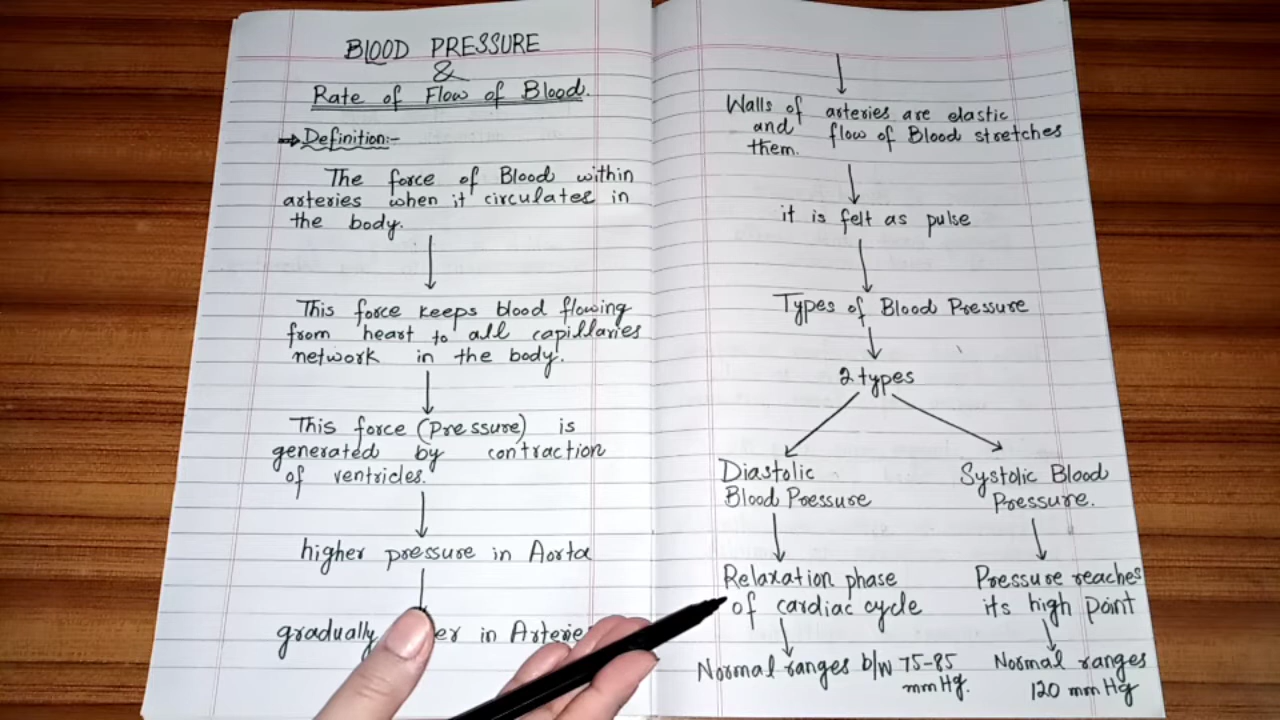 BLOOD PRESSURE
&
Rate of Flow of Blood.
Definition:-
The force of Blood within
arteries when it circulates in
the body.
This force keeps blood flowing
from heart to all capillaries
network in the body.
This force (Pressure) is
generated by contraction
of ventricles.
higher pressure in Aorta
gradually in
Walls of arteries are elastic
and flow of Blood stretches
them.
it is felt as pulse
Types of Blood Pressure
2 types
Diastolic
Blood Pressure
Relaxation phase
of cardiac cycle
Normal ranges b/w 75-85
mmHg.
Systolic Blood
Pressure.
Pressure reaches
its high point
Normal ranges
120 mmHg